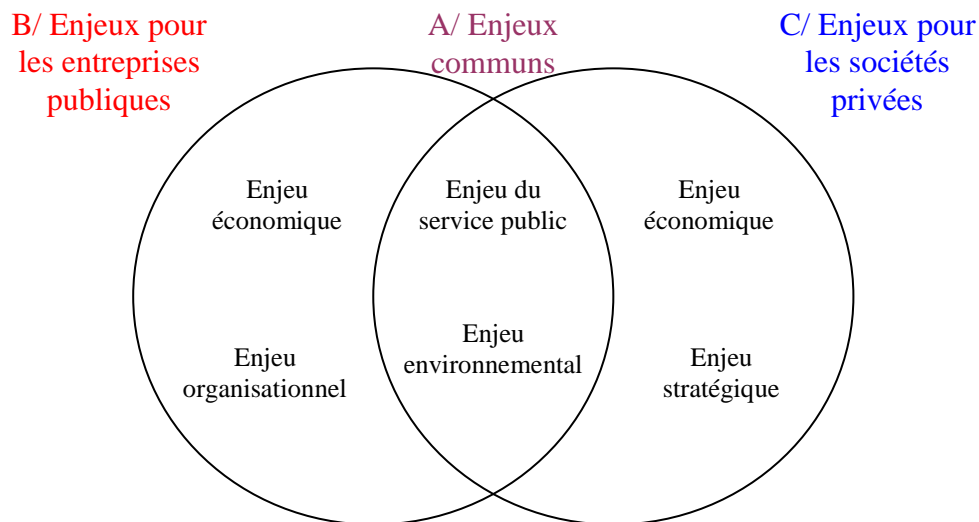 B/ Enjeux pour
les entreprises
publiques
A/ Enjeux
communs
C/ Enjeux pour
les sociétés
privées
Enjeu
économique
Enjeu du
service public
Enjeu
économique
Enjeu
organisationnel
Enjeu
environnemental
Enjeu
stratégique